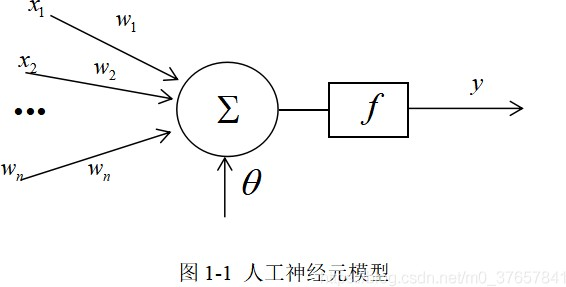 x₁
w₁
x₂
w₂
•••
wₙ
wₙ
Σ
f
y
θ
图 1-1 人工神经元模型
https://blog.csdn.net/m0_37657841